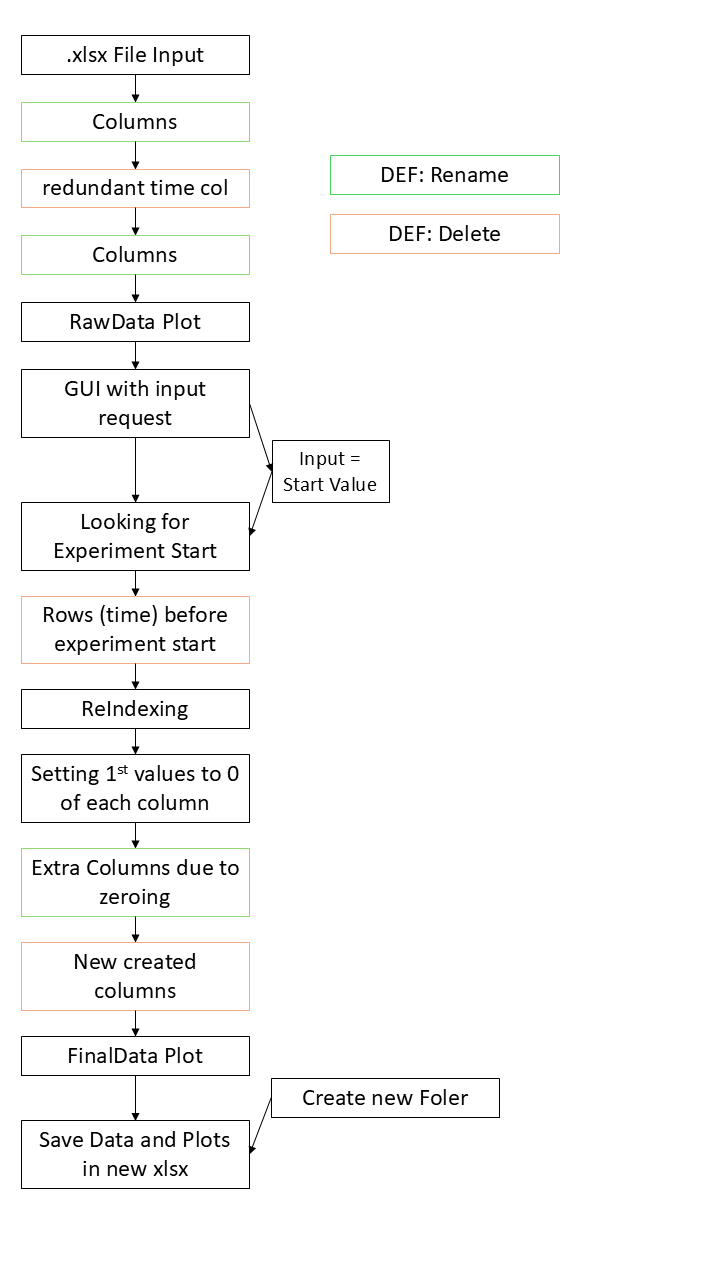 .xlsx File Input
Columns
redundant time col
Columns
RawData Plot
GUI with input
request
Input =
Start Value
Looking for
Experiment Start
Rows (time) before
experiment start
ReIndexing
Setting 1st values to 0
of each column
Extra Columns due to
zeroing
New created
columns
FinalData Plot
Create new Foler
Save Data and Plots
in new xlsx
DEF: Rename
DEF: Delete